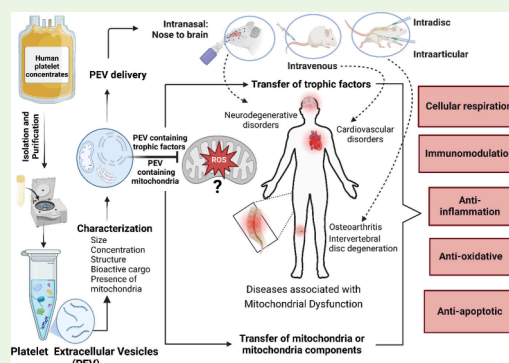 Human
platelet
concentrates
Isolation and
Purification
Platelet Extracellular Vesicles
(PEV)
Intranasal:
Nose to brain
PEV delivery
PEV containing
trophic factors
PEV
containing
mitochondria
ROS
?
Characterization
Size
Concentration
Structure
Bioactive cargo
Presence of
mitochondria
Intravenous
Intradisc
Intraarticular
Transfer of trophic factors
Neurodegenerative
disorders
Cardiovascular
disorders
Osteoarthritis
Intervertebral
disc degeneration
Diseases associated with
Mitochondrial Dysfunction
Transfer of mitochondria or
mitochondria components
Cellular respiration
Immunomodulation
Anti-
inflammation
Anti-oxidative
Anti-apoptotic